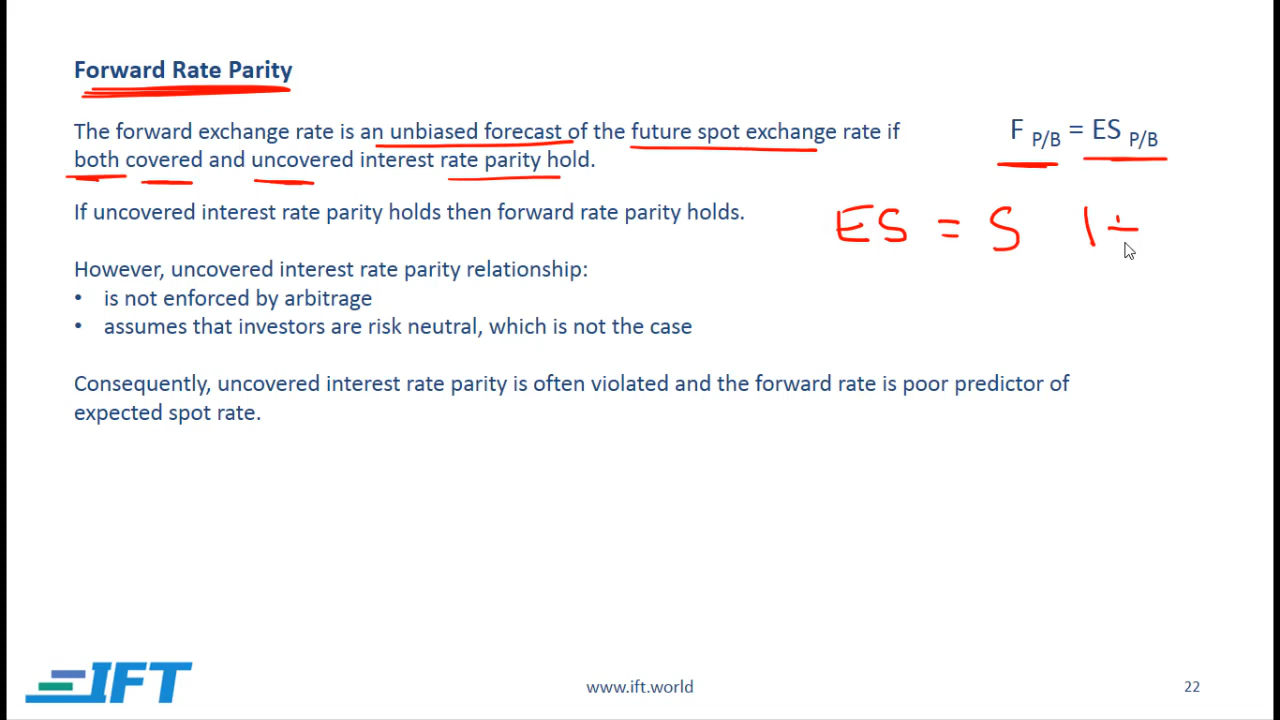 Forward Rate Parity
The forward exchange rate is an unbiased forecast of the future spot exchange rate if
both covered and uncovered interest rate parity hold.
F P/B = ES P/B
If uncovered interest rate parity holds then forward rate parity holds.
ES = S 1
However, uncovered interest rate parity relationship:
• is not enforced by arbitrage
• assumes that investors are risk neutral, which is not the case
Consequently, uncovered interest rate parity is often violated and the forward rate is poor predictor of
expected spot rate.
IFT
www.ift.world
22